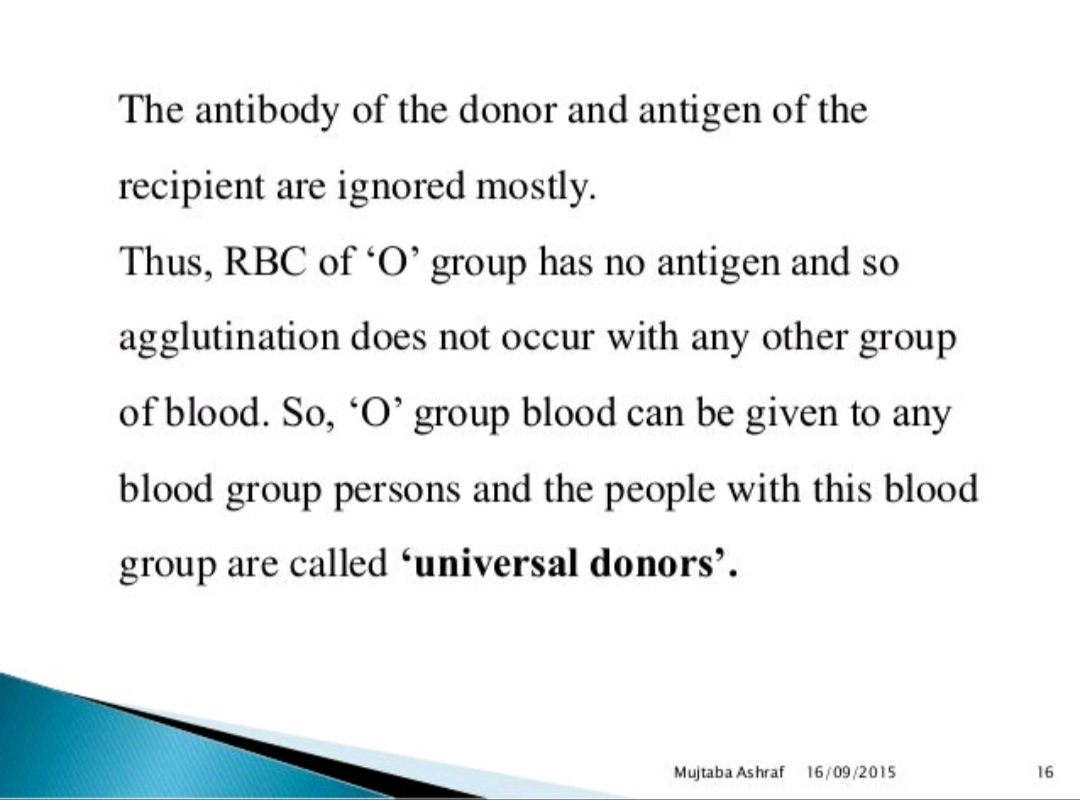 The antibody of the donor and antigen of the
recipient are ignored mostly.
Thus, RBC of ‘O’ group has no antigen and so
agglutination does not occur with any other group
of blood. So, ‘O’ group blood can be given to any
blood group persons and the people with this blood
group are called ‘universal donors’.
Mujtaba Ashraf 16/09/2015 16